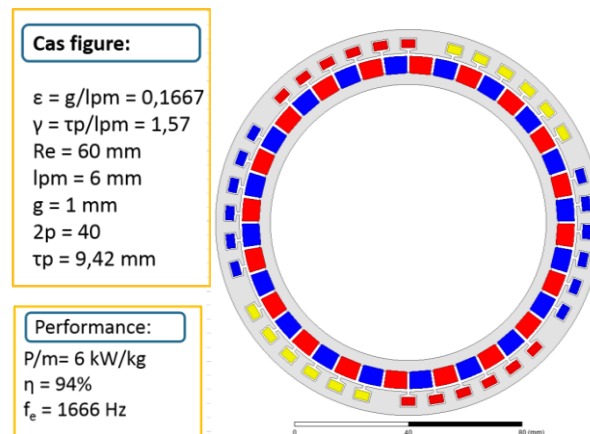 Cas figure:
ε = g/lpm = 0,1667
γ = τp/lpm = 1,57
Re = 60 mm
lpm = 6 mm
g = 1 mm
2p = 40
τp = 9,42 mm
Performance:
P/m= 6 kW/kg
η = 94%
fe = 1666 Hz
0 40 80 (mm)